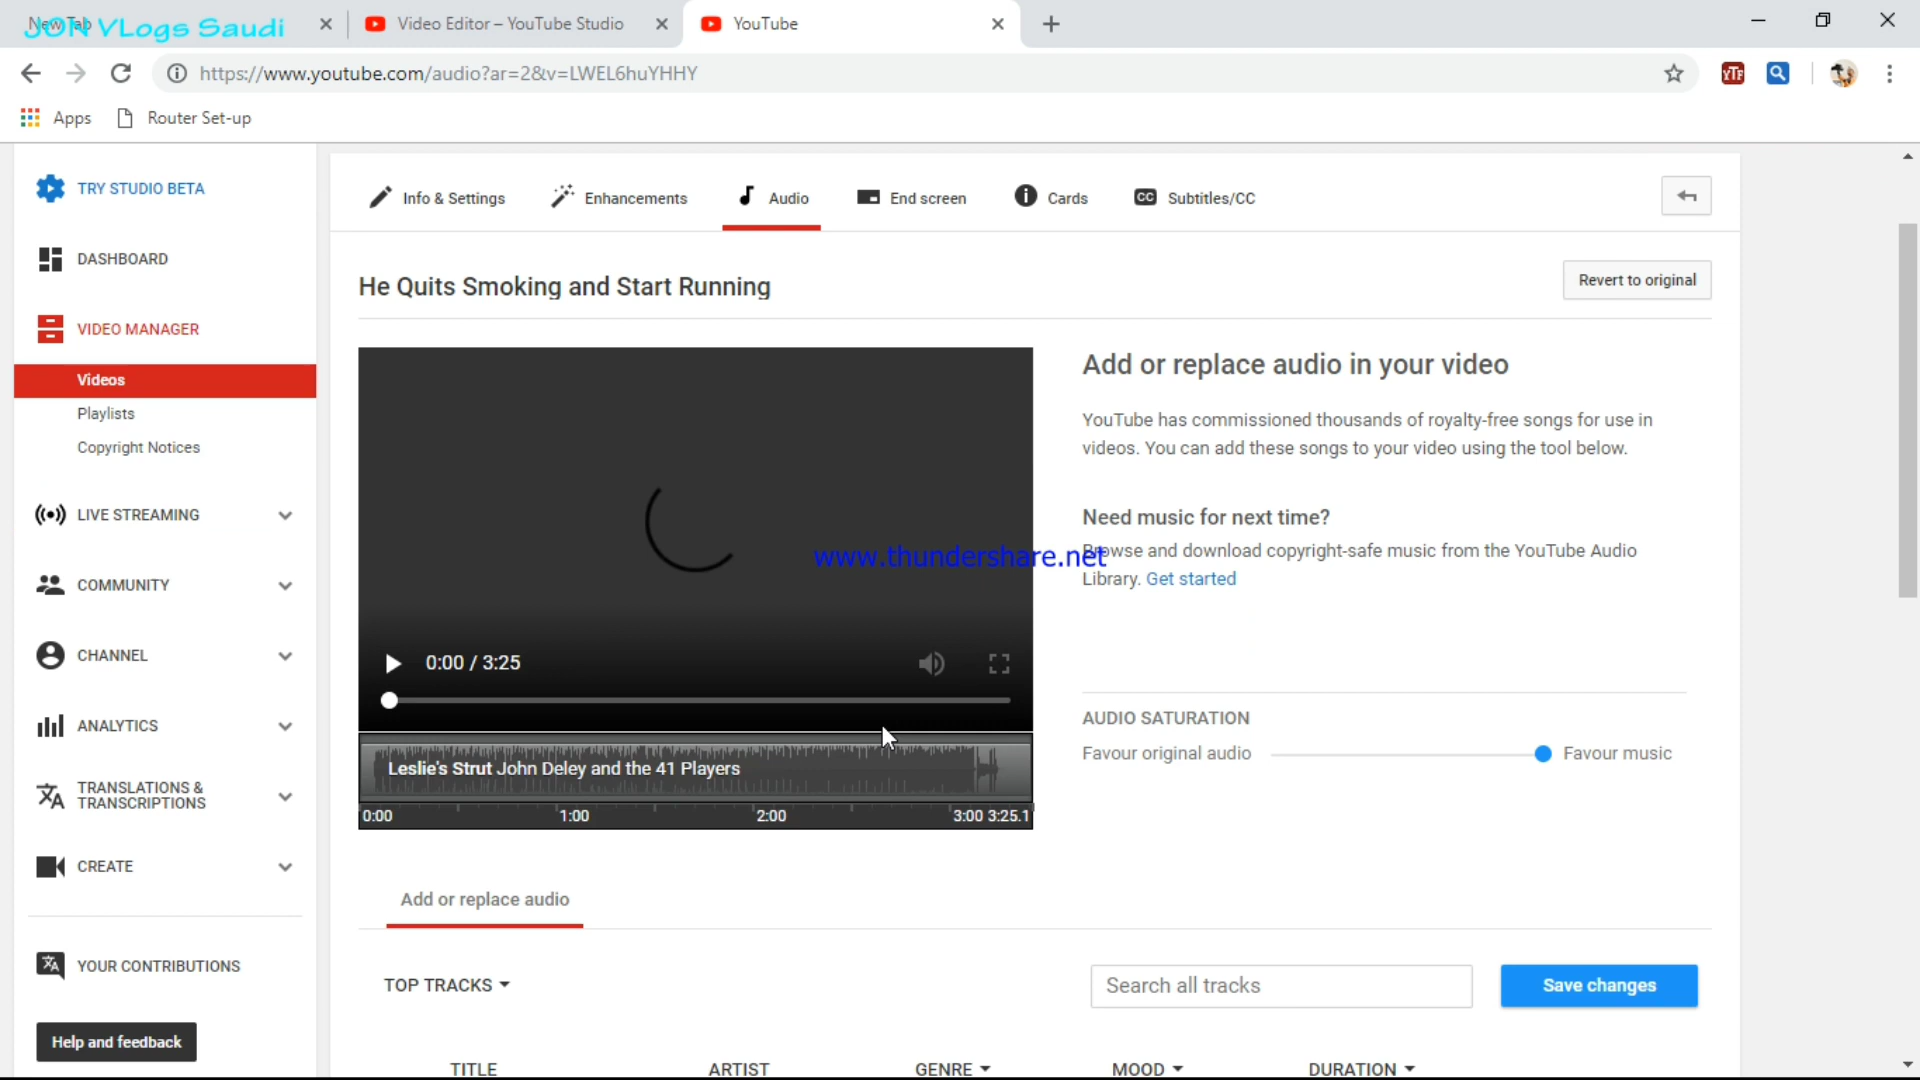 New Tab
JON VLogs Saudi
Video Editor – YouTube Studio
YouTube
https://www.youtube.com/audio?ar=2&v=LWEL6huYHHY
YTF
Apps
Router Set-up
TRY STUDIO BETA
DASHBOARD
VIDEO MANAGER
Videos
Playlists
Copyright Notices
LIVE STREAMING
COMMUNITY
CHANNEL
ANALYTICS
TRANSLATIONS &
TRANSCRIPTIONS
CREATE
YOUR CONTRIBUTIONS
Help and feedback
Info & Settings
Enhancements
Audio
End screen
Cards
CC Subtitles/CC
He Quits Smoking and Start Running
Revert to original
0:00 / 3:25
Leslie's Strut John Deley and the 41 Players
0:00 1:00 2:00 3:00 3:25.1
www.thundershare.net
Add or replace audio in your video
YouTube has commissioned thousands of royalty-free songs for use in
videos. You can add these songs to your video using the tool below.
Need music for next time?
Browse and download copyright-safe music from the YouTube Audio
Library. Get started
AUDIO SATURATION
Favour original audio
Favour music
Add or replace audio
TOP TRACKS
Search all tracks
Save changes
TITLE
ARTIST
GENRE
MOOD
DURATION